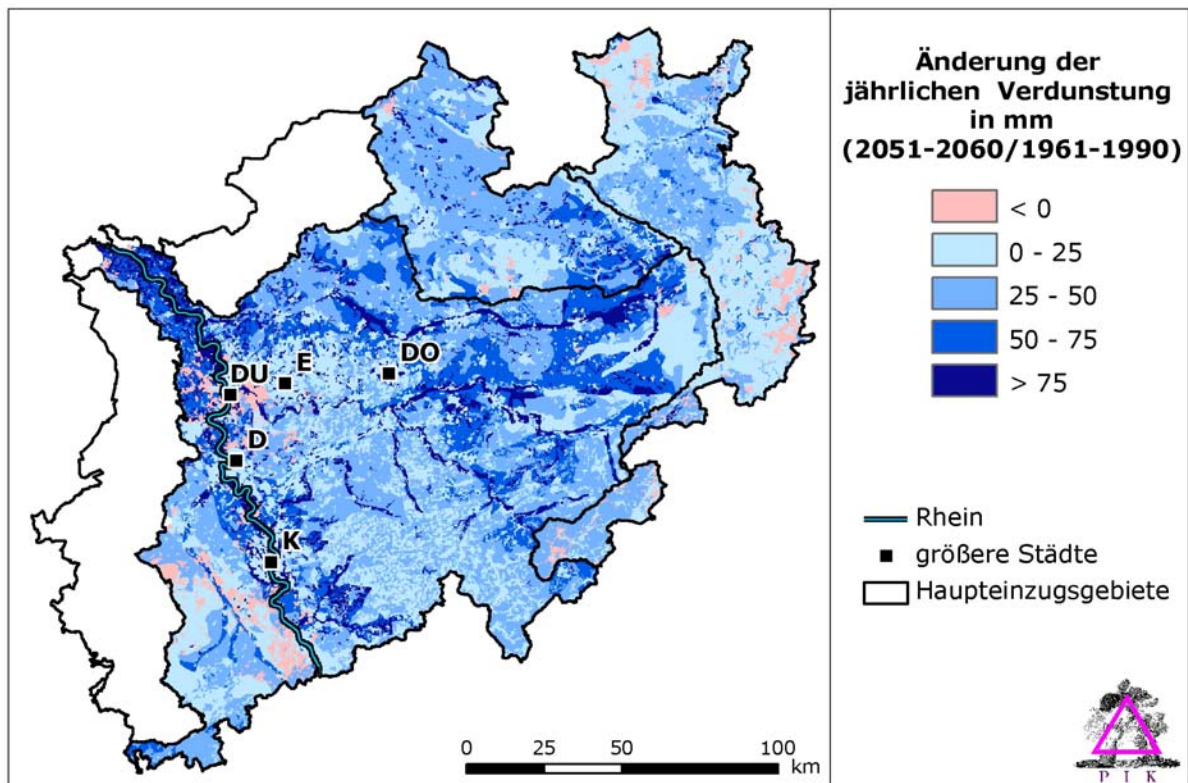 Änderung der
jährlichen Verdunstung
in mm
(2051-2060/1961-1990)
< 0
0 - 25
25 - 50
50 - 75
> 75
Rhein
größere Städte
Haupteinzugsgebiete
DU
E
DO
D
K
0 25 50 100
km
P I K